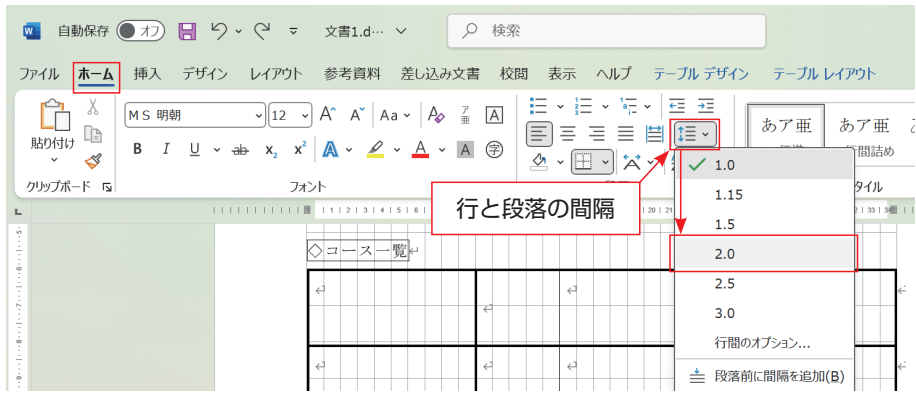 自動保存 オフ 文書1.d… 検索
ファイル ホーム 挿入 デザイン レイアウト 参考資料 差し込み文書 校閲 表示 ヘルプ テーブル デザイン テーブル レイアウト
貼り付け
クリップボード
ＭＳ 明朝 12 A A Aa A ア亜 A
B I U ab x₂ x² A A A 字
フォント
あア亜 あア亜
行間詰め
タイル
行と段落の間隔
1.0
1.15
1.5
2.0
2.5
3.0
行間のオプション...
段落前に間隔を追加(B)
◇コース一覧